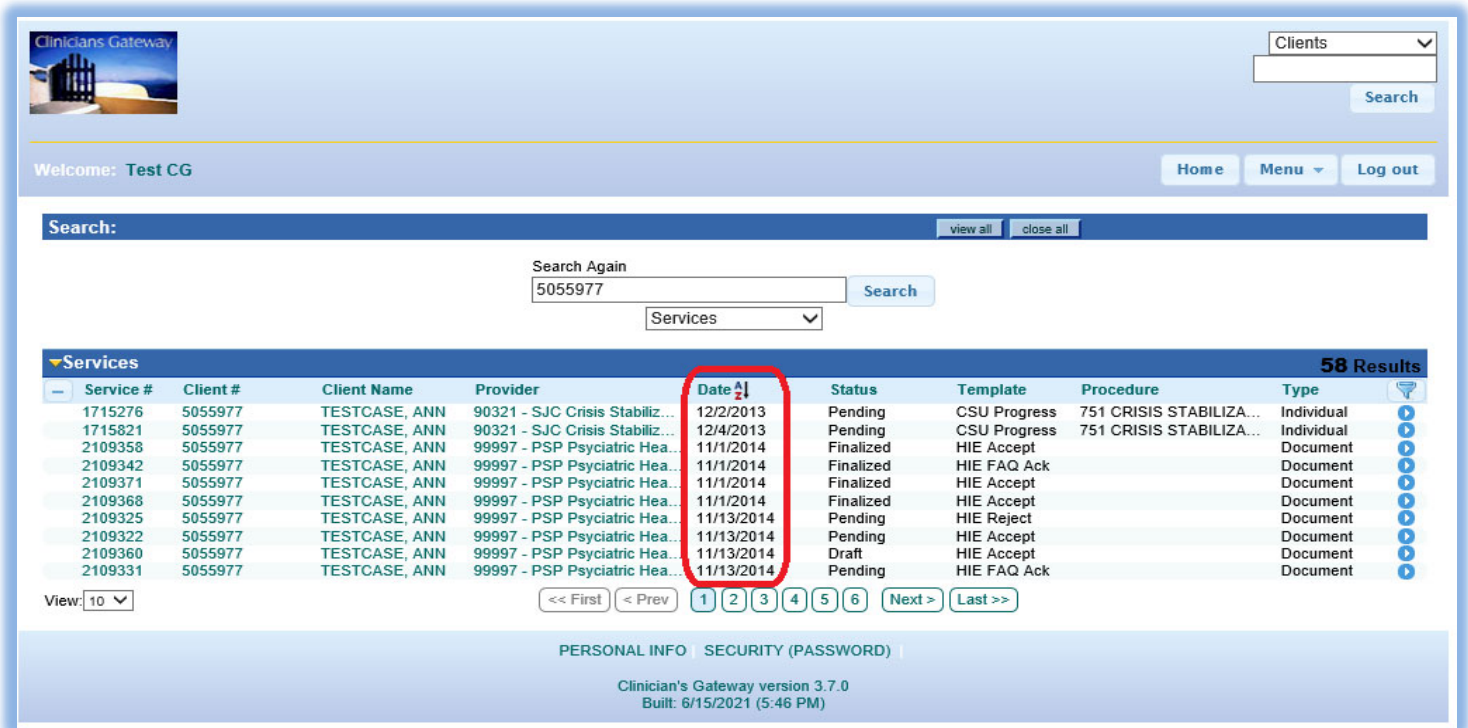 Clinicians Gateway
Clients
Search
Welcome: Test CG
Home Menu Log out
Search:
view all close all
Search Again
5055977 Search
Services
Services 58 Results
Service # Client # Client Name Provider Date AZ Status Template Procedure Type
1715276 5055977 TESTCASE, ANN 90321 - SJC Crisis Stabiliz... 12/2/2013 Pending CSU Progress 751 CRISIS STABILIZA... Individual
1715821 5055977 TESTCASE, ANN 90321 - SJC Crisis Stabiliz... 12/4/2013 Pending CSU Progress 751 CRISIS STABILIZA... Individual
2109358 5055977 TESTCASE, ANN 99997 - PSP Psyciatric Hea... 11/1/2014 Finalized HIE Accept Document
2109342 5055977 TESTCASE, ANN 99997 - PSP Psyciatric Hea... 11/1/2014 Finalized HIE FAQ Ack Document
2109371 5055977 TESTCASE, ANN 99997 - PSP Psyciatric Hea... 11/1/2014 Finalized HIE Accept Document
2109368 5055977 TESTCASE, ANN 99997 - PSP Psyciatric Hea... 11/1/2014 Finalized HIE Accept Document
2109325 5055977 TESTCASE, ANN 99997 - PSP Psyciatric Hea... 11/13/2014 Pending HIE Reject Document
2109322 5055977 TESTCASE, ANN 99997 - PSP Psyciatric Hea... 11/13/2014 Pending HIE Accept Document
2109360 5055977 TESTCASE, ANN 99997 - PSP Psyciatric Hea... 11/13/2014 Draft HIE Accept Document
2109331 5055977 TESTCASE, ANN 99997 - PSP Psyciatric Hea... 11/13/2014 Pending HIE FAQ Ack Document
View: 10 << First < Prev 1 2 3 4 5 6 Next > Last >>
PERSONAL INFO | SECURITY (PASSWORD) |
Clinician's Gateway version 3.7.0
Built: 6/15/2021 (5:46 PM)